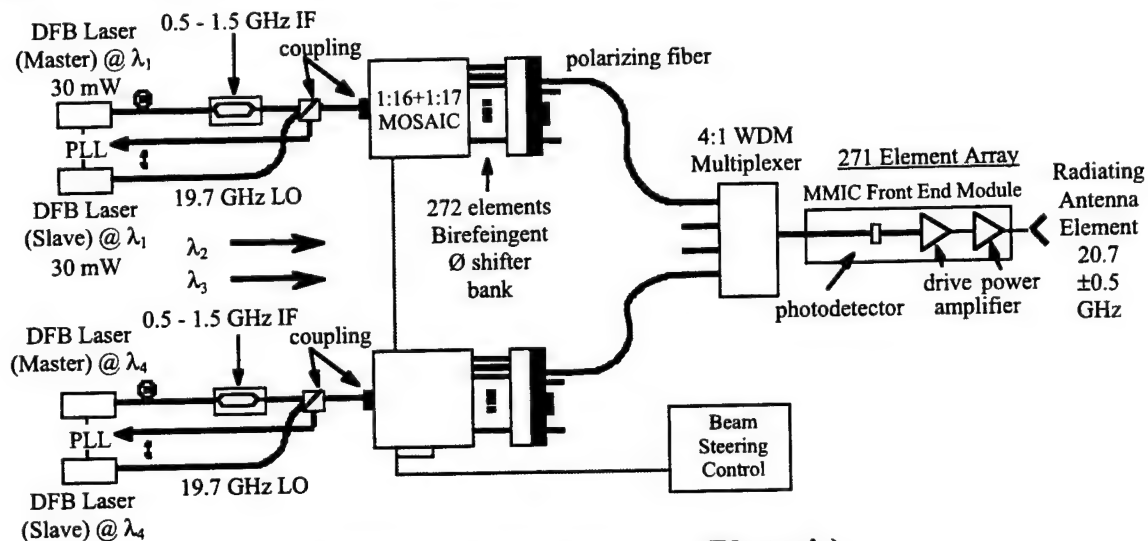 DFB Laser
(Master) @ λ1
30 mW
0.5 - 1.5 GHz IF
coupling
PLL
19.7 GHz LO
DFB Laser
(Slave) @ λ1
30 mW
1:16+1:17
MOSAIC
polarizing fiber
272 elements
Birefeingent
Ø shifter
bank
λ2
λ3
4:1 WDM
Multiplexer
271 Element Array
MMIC Front End Module
photodetector
drive power
amplifier
Radiating
Antenna
Element
20.7
±0.5
GHz
DFB Laser
(Master) @ λ4
0.5 - 1.5 GHz IF
coupling
PLL
19.7 GHz LO
DFB Laser
(Slave) @ λ4
Beam
Steering
Control